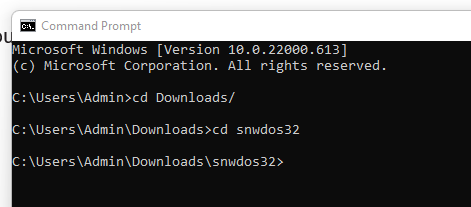 Command Prompt
Microsoft Windows [Version 10.0.22000.613]
(c) Microsoft Corporation. All rights reserved.
C:\Users\Admin>cd Downloads/
C:\Users\Admin\Downloads>cd snwdos32
C:\Users\Admin\Downloads\snwdos32>